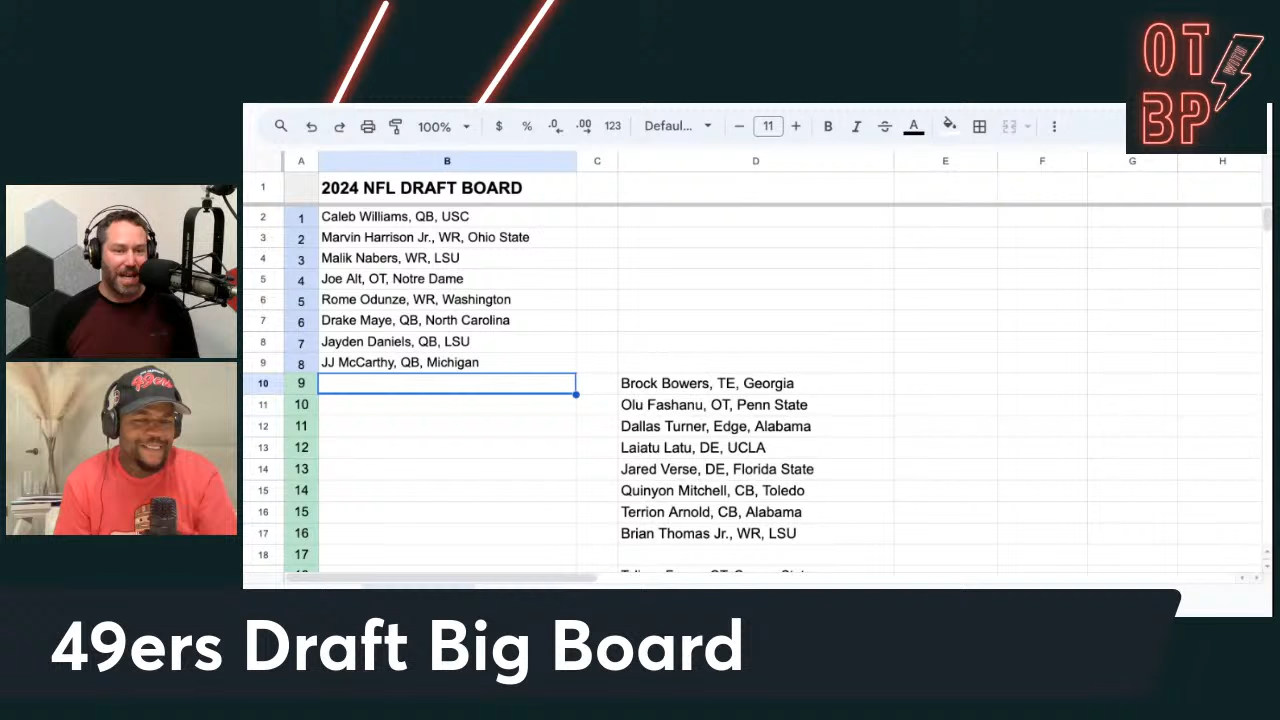 OT
WITH
BP
100%
$
%
.0
.00
123
Defaul...
11
B
I
A
A
B
C
D
E
F
G
H
1
2024 NFL DRAFT BOARD
2
1
Caleb Williams, QB, USC
3
2
Marvin Harrison Jr., WR, Ohio State
4
3
Malik Nabers, WR, LSU
5
4
Joe Alt, OT, Notre Dame
6
5
Rome Odunze, WR, Washington
7
6
Drake Maye, QB, North Carolina
8
7
Jayden Daniels, QB, LSU
9
8
JJ McCarthy, QB, Michigan
10
9
Brock Bowers, TE, Georgia
11
10
Olu Fashanu, OT, Penn State
12
11
Dallas Turner, Edge, Alabama
13
12
Laiatu Latu, DE, UCLA
14
13
Jared Verse, DE, Florida State
15
14
Quinyon Mitchell, CB, Toledo
16
15
Terrion Arnold, CB, Alabama
17
16
Brian Thomas Jr., WR, LSU
18
17
49ers
49ers Draft Big Board